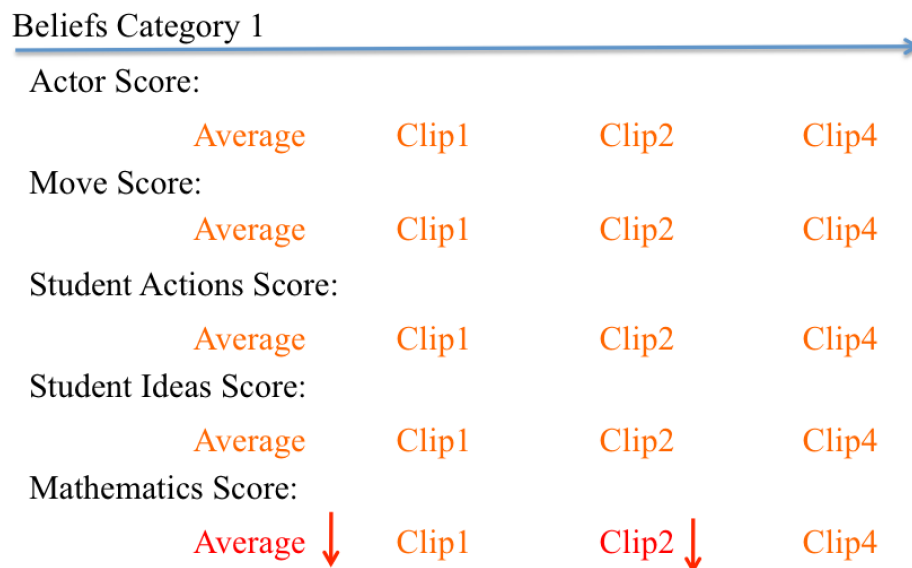 Beliefs Category 1
Actor Score:
Average Clip1 Clip2 Clip4
Move Score:
Average Clip1 Clip2 Clip4
Student Actions Score:
Average Clip1 Clip2 Clip4
Student Ideas Score:
Average Clip1 Clip2 Clip4
Mathematics Score:
Average Clip1 Clip2 Clip4